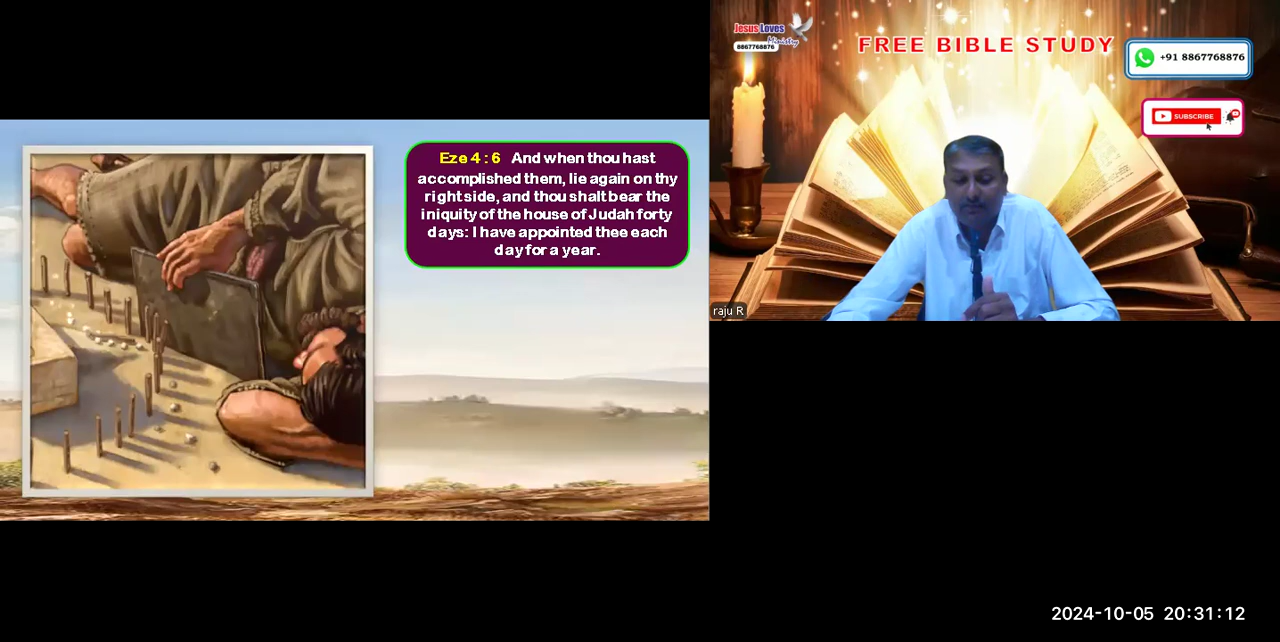 Eze 4 : 6 And when thou hast
accomplished them, lie again on thy
right side, and thou shalt bear the
iniquity of the house of Judah forty
days: I have appointed thee each
day for a year.
Jesus Loves
Ministry
8867768876
FREE BIBLE STUDY
+91 8867768876
SUBSCRIBE
raju R
2024-10-05 20:31:12